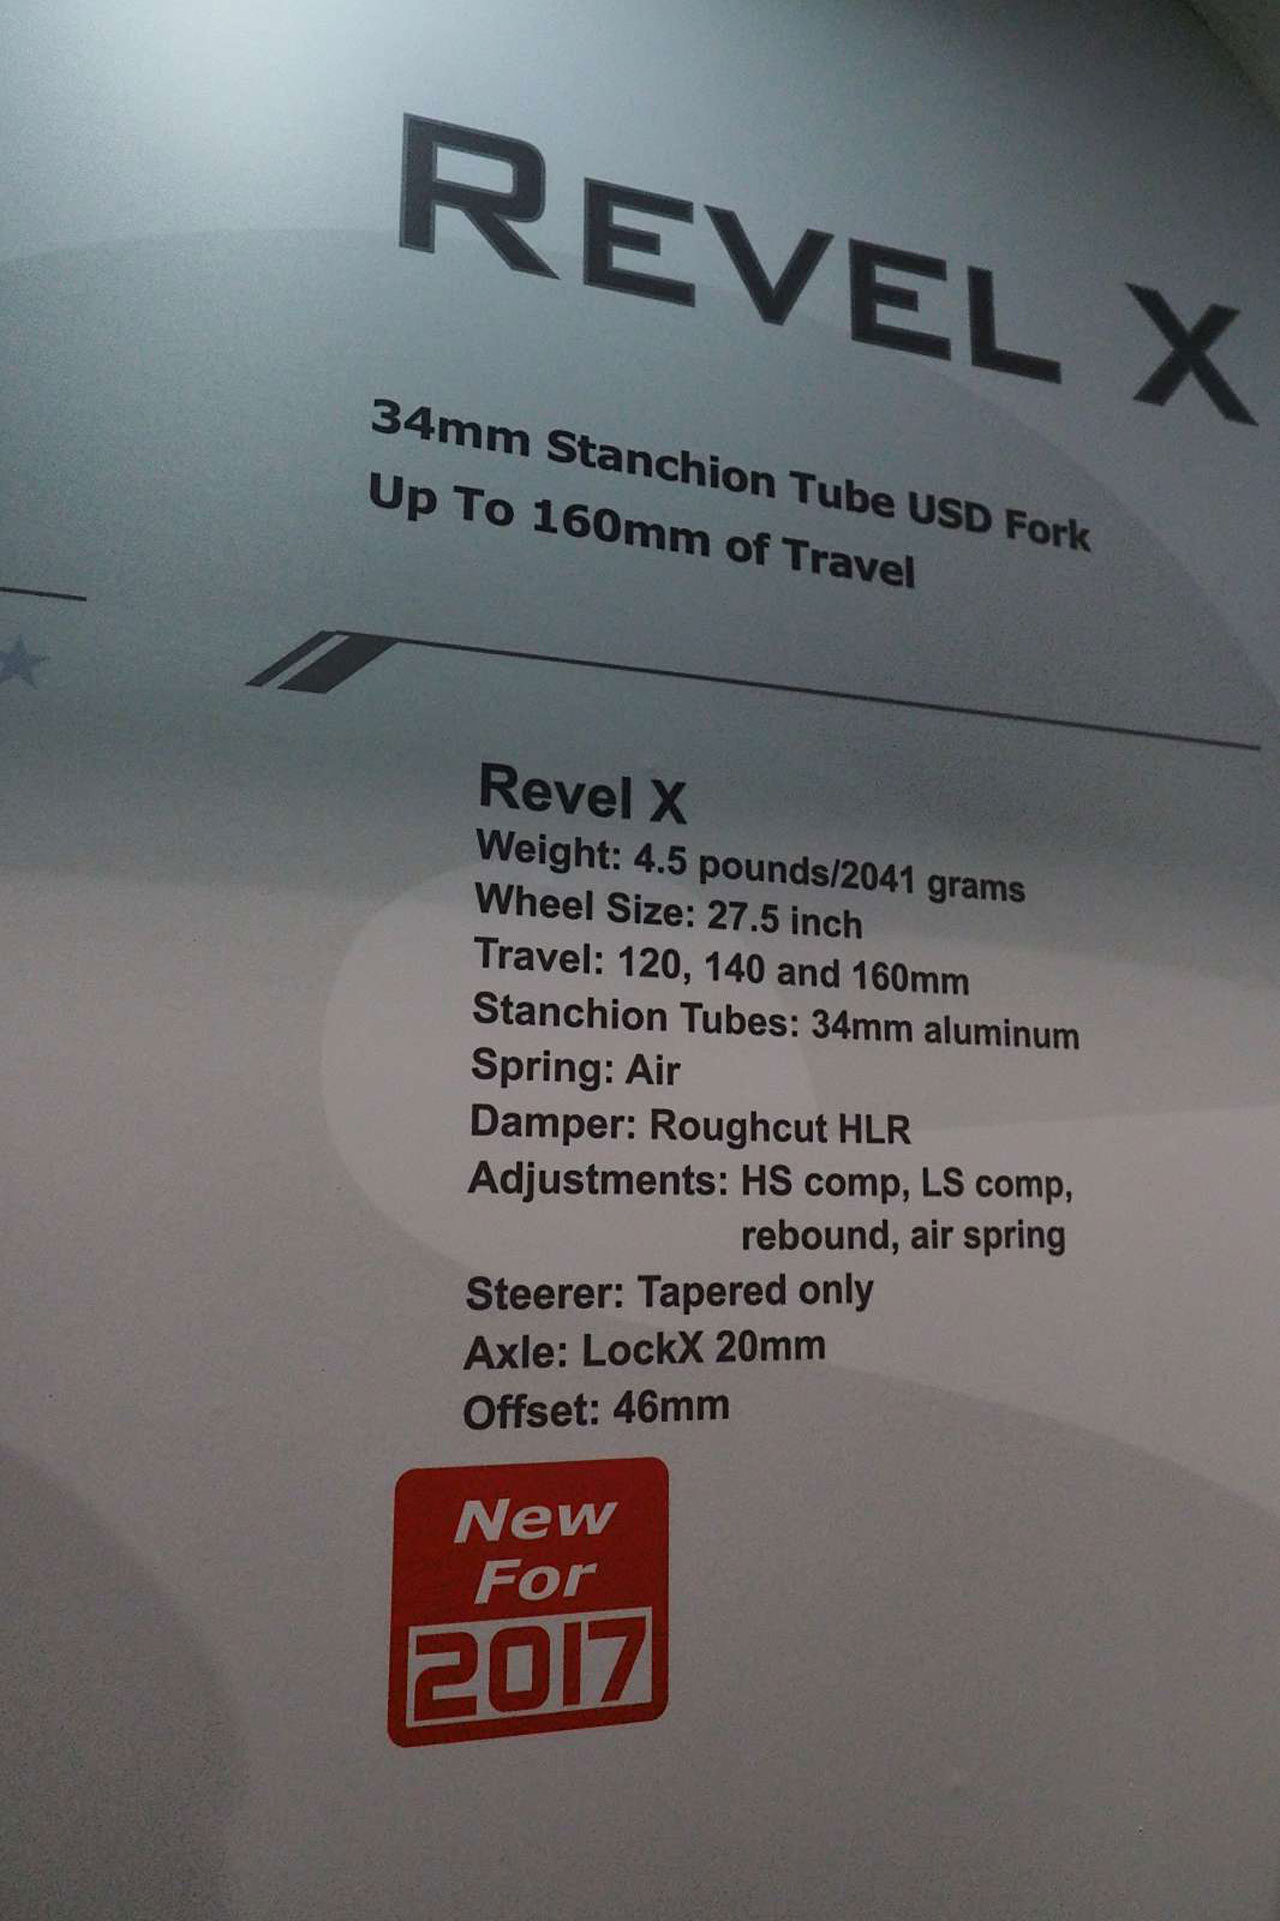 REVEL X
34mm Stanchion Tube USD Fork
Up To 160mm of Travel
Revel X
Weight: 4.5 pounds/2041 grams
Wheel Size: 27.5 inch
Travel: 120, 140 and 160mm
Stanchion Tubes: 34mm aluminum
Spring: Air
Damper: Roughcut HLR
Adjustments: HS comp, LS comp,
rebound, air spring
Steerer: Tapered only
Axle: LockX 20mm
Offset: 46mm
New
For
2017